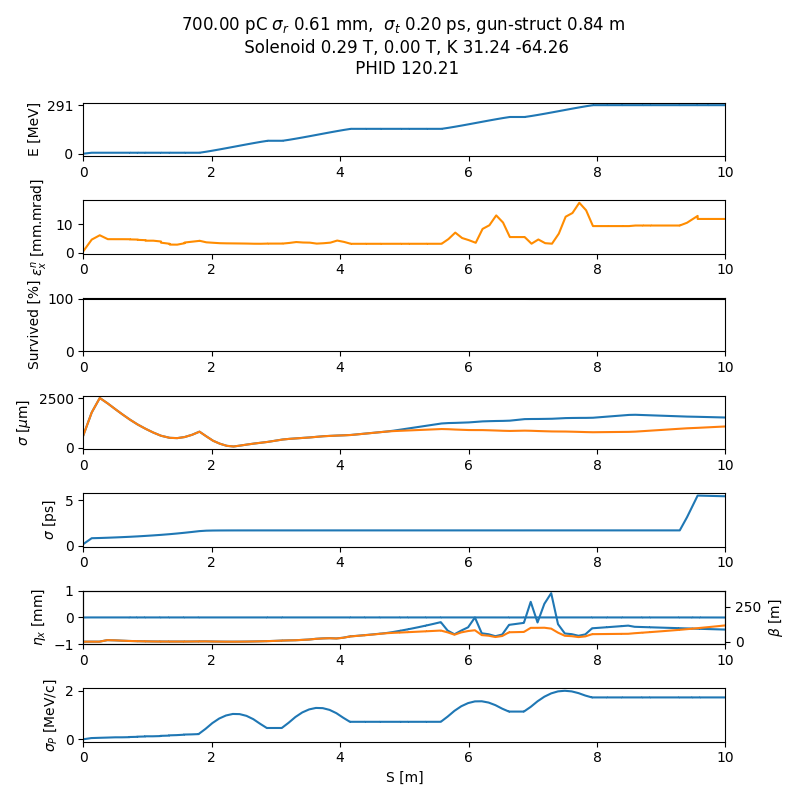 700.00 pC σr 0.61 mm, σt 0.20 ps, gun-struct 0.84 m
Solenoid 0.29 T, 0.00 T, K 31.24 -64.26
PHID 120.21
E [MeV]
291
0
0 2 4 6 8 10
εxn [mm.mrad]
10
0
0 2 4 6 8 10
Survived [%]
100
0
0 2 4 6 8 10
σ [μm]
2500
0
0 2 4 6 8 10
σ [ps]
5
0
0 2 4 6 8 10
ηx [mm]
1
0
−1
250
0
β [m]
0 2 4 6 8 10
σP [MeV/c]
2
0
0 2 4 6 8 10
S [m]